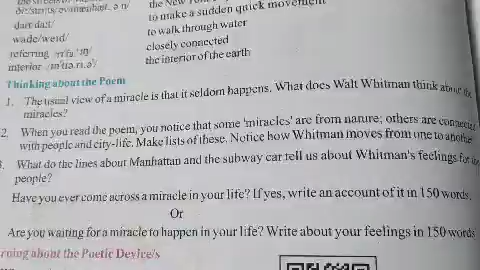 the New York
dart/dɑːt/
to make a sudden quick movement
wade/weɪd/
to walk through water
referring
closely connected
interior
the interior of the earth
Thinking about the Poem
1. The usual view of a miracle is that it seldom happens. What does Walt Whitman think about the
miracles?
2. When you read the poem, you notice that some 'miracles' are from nature; others are connected
with people and city-life. Make lists of these. Notice how Whitman moves from one to another
3. What do the lines about Manhattan and the subway car tell us about Whitman's feelings for
people?
Have you ever come across a miracle in your life? If yes, write an account of it in 150 words.
Or
Are you waiting for a miracle to happen in your life? Write about your feelings in 150 words
rning about the Poetic Device/s